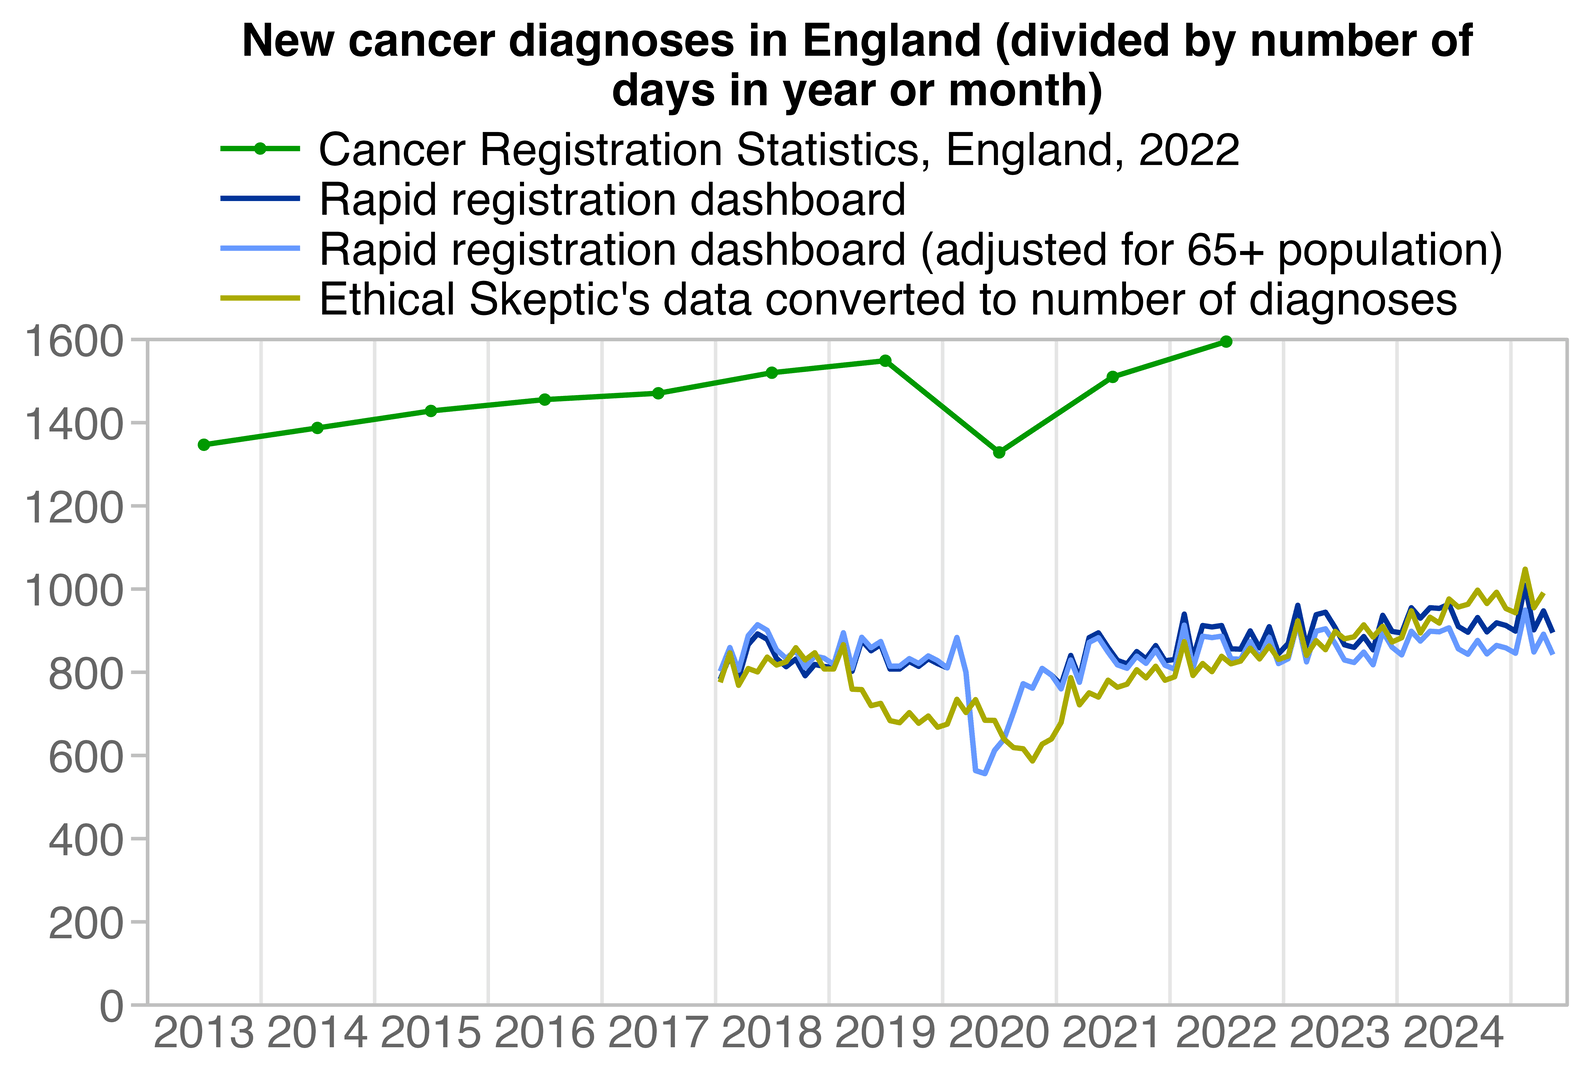 New cancer diagnoses in England (divided by number of
days in year or month)
Cancer Registration Statistics, England, 2022
Rapid registration dashboard
Rapid registration dashboard (adjusted for 65+ population)
Ethical Skeptic's data converted to number of diagnoses
1600
1400
1200
1000
800
600
400
200
0
2013 2014 2015 2016 2017 2018 2019 2020 2021 2022 2023 2024